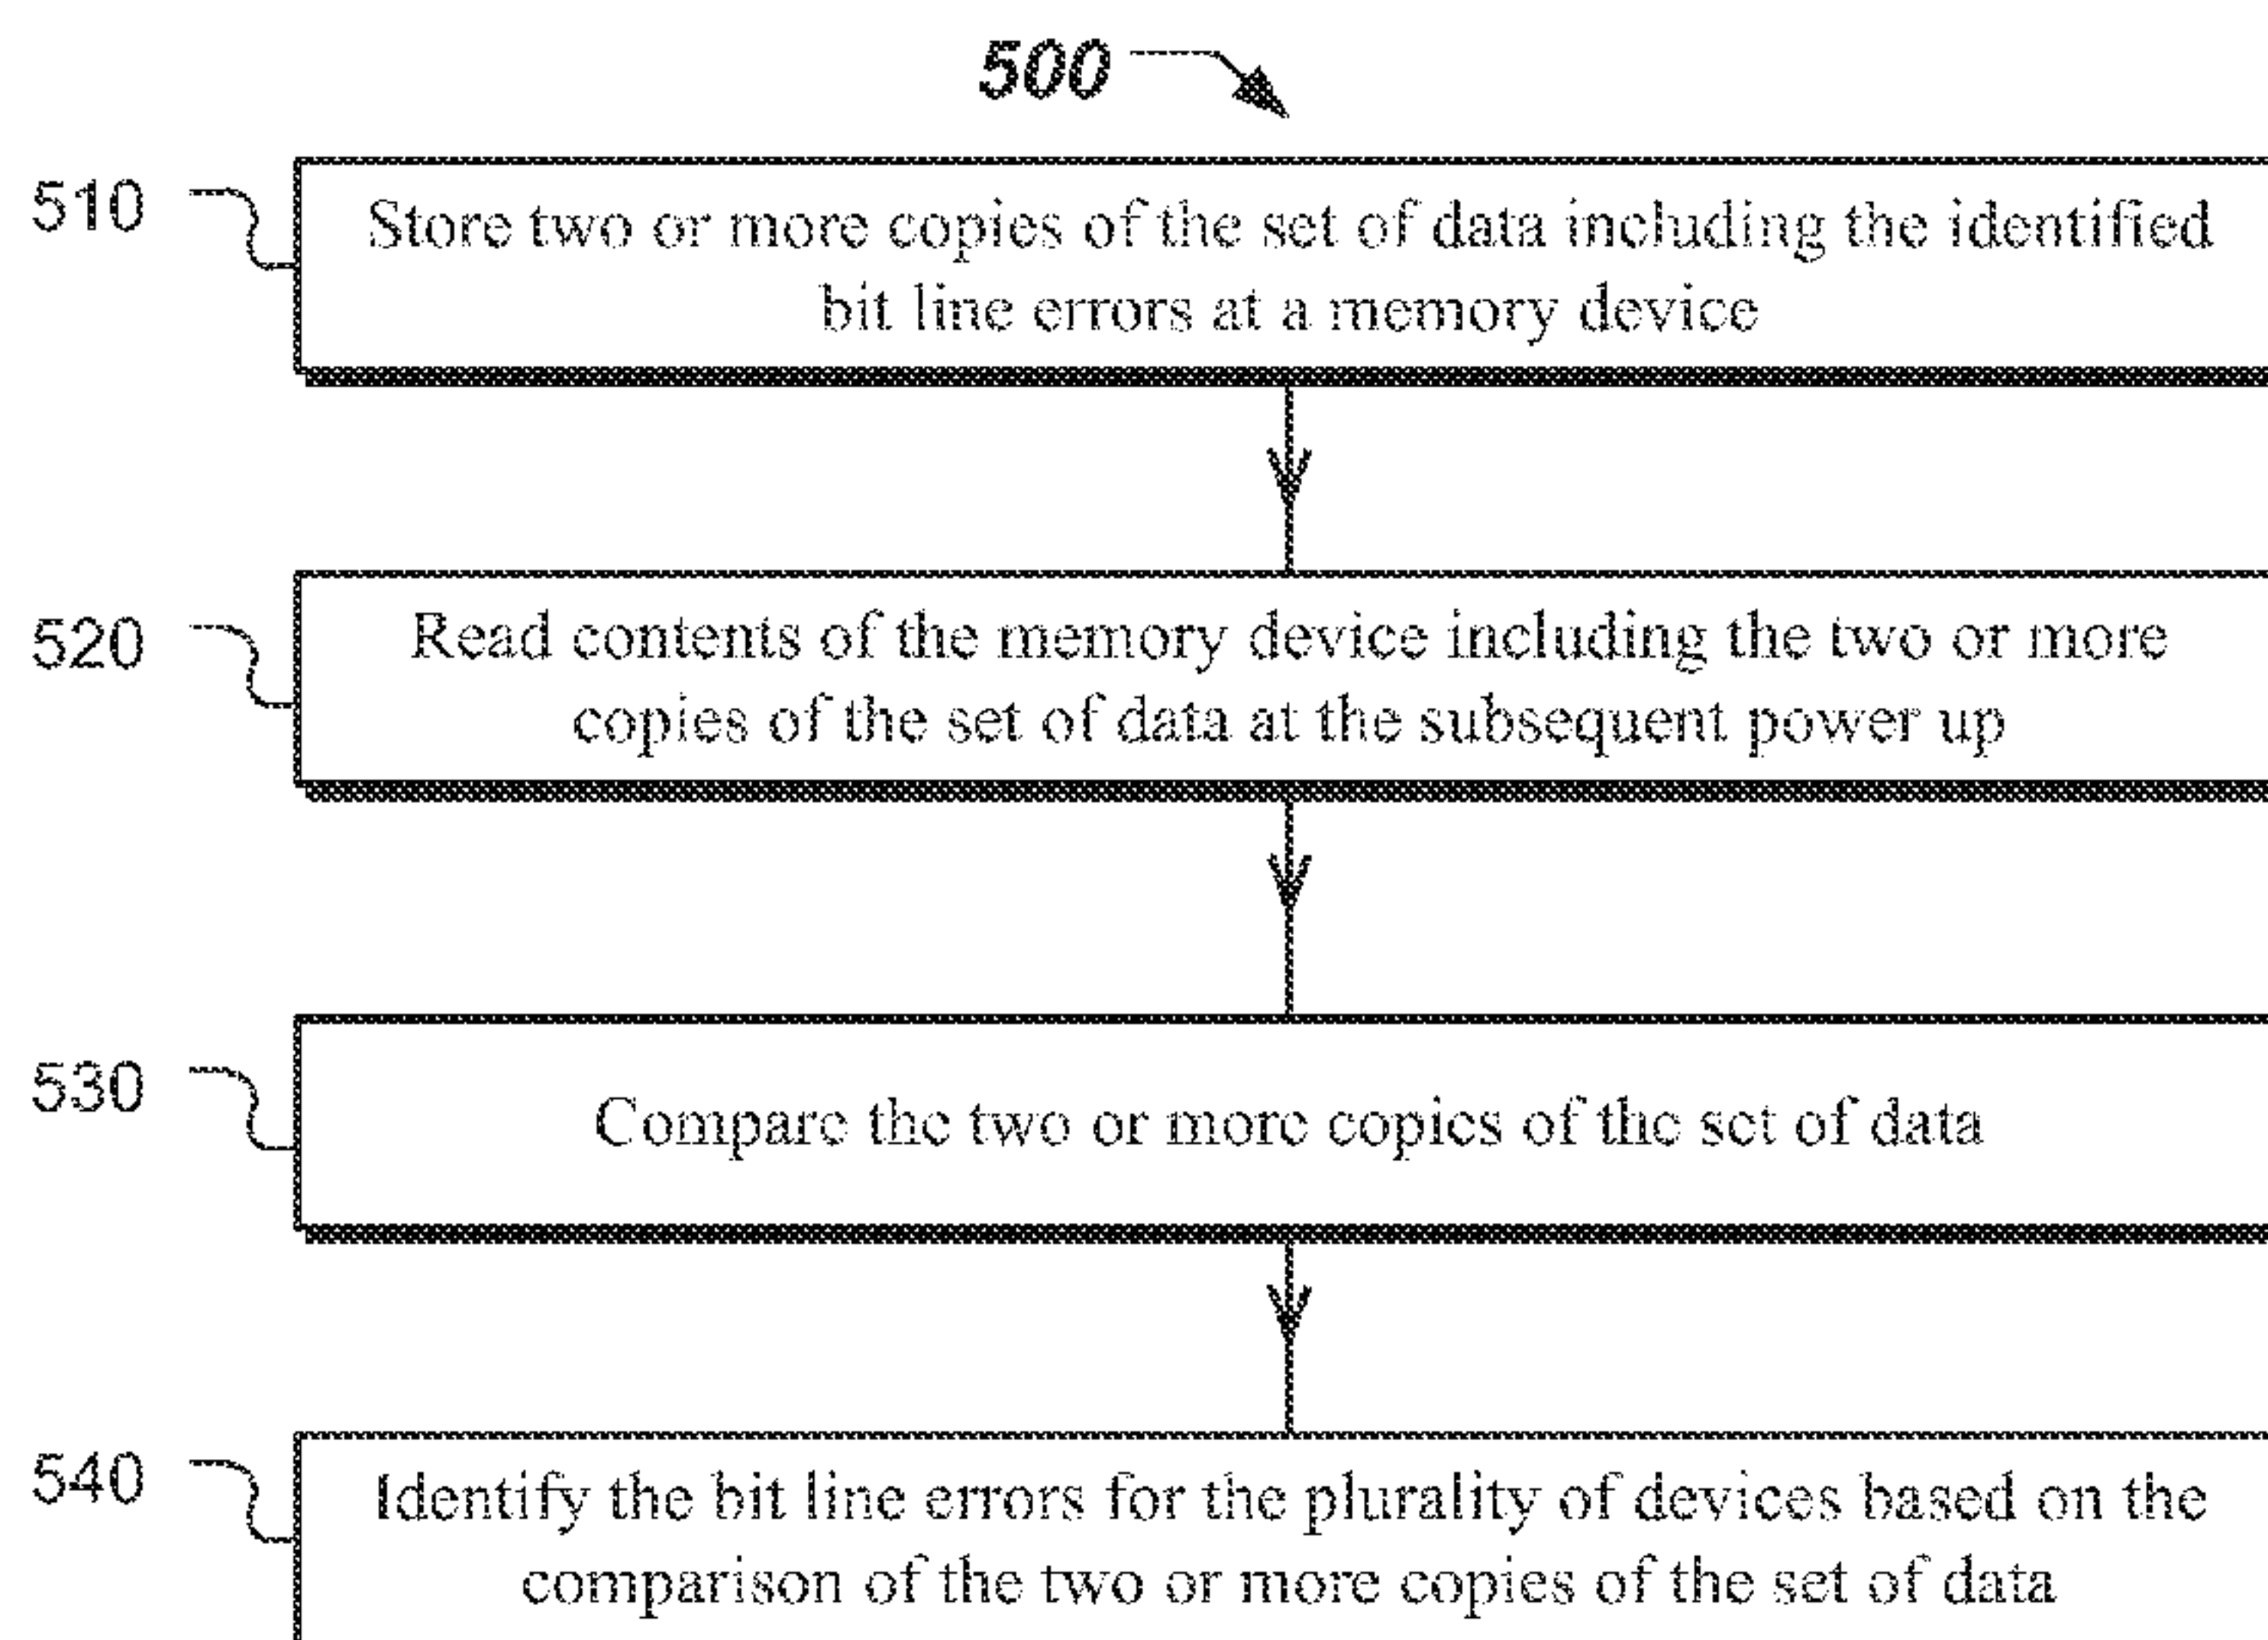 500
510
Store two or more copies of the set of data including the identified
bit line errors at a memory device
520
Read contents of the memory device including the two or more
copies of the set of data at the subsequent power up
530
Compare the two or more copies of the set of data
540
Identify the bit line errors for the plurality of devices based on the
comparison of the two or more copies of the set of data